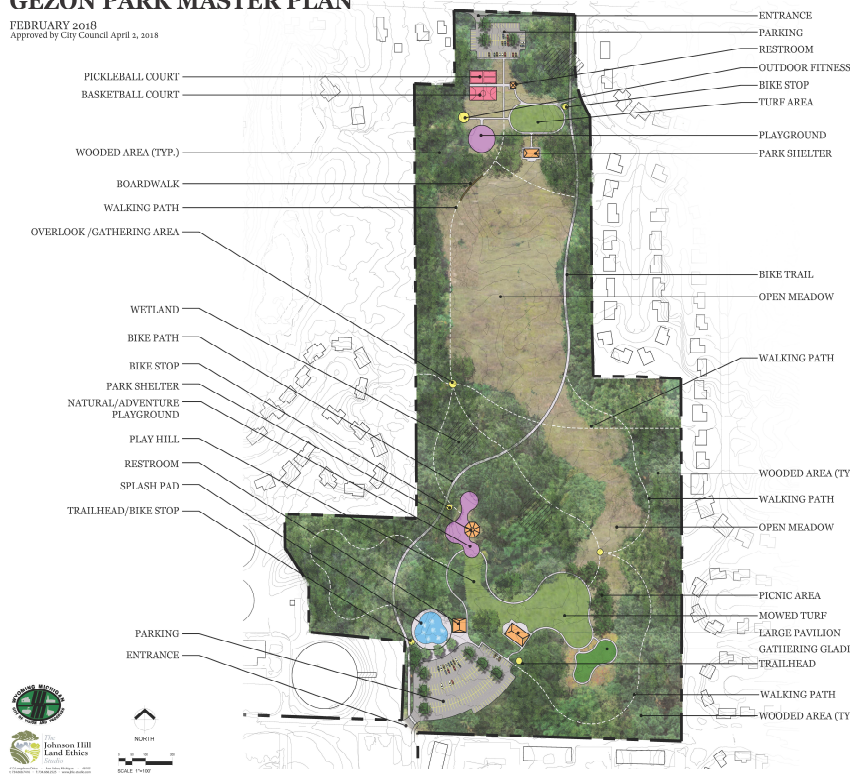 GEZON PARK MASTER PLAN
FEBRUARY 2018
Approved by City Council April 2, 2018
PICKLEBALL COURT
BASKETBALL COURT
WOODED AREA (TYP.)
BOARDWALK
WALKING PATH
OVERLOOK /GATHERING AREA
WETLAND
BIKE PATH
BIKE STOP
PARK SHELTER
NATURAL/ADVENTURE
PLAYGROUND
PLAY HILL
RESTROOM
SPLASH PAD
TRAILHEAD/BIKE STOP
PARKING
ENTRANCE
ENTRANCE
PARKING
RESTROOM
OUTDOOR FITNESS
BIKE STOP
TURF AREA
PLAYGROUND
PARK SHELTER
BIKE TRAIL
OPEN MEADOW
WALKING PATH
WOODED AREA (TY
WALKING PATH
OPEN MEADOW
PICNIC AREA
MOWED TURF
LARGE PAVILION
GATHERING GLADI
TRAILHEAD
WALKING PATH
WOODED AREA (TY
WYOMING MICHIGAN
The
Johnson Hill
Land Ethics
Studio
NORTH
SCALE 1"=100'